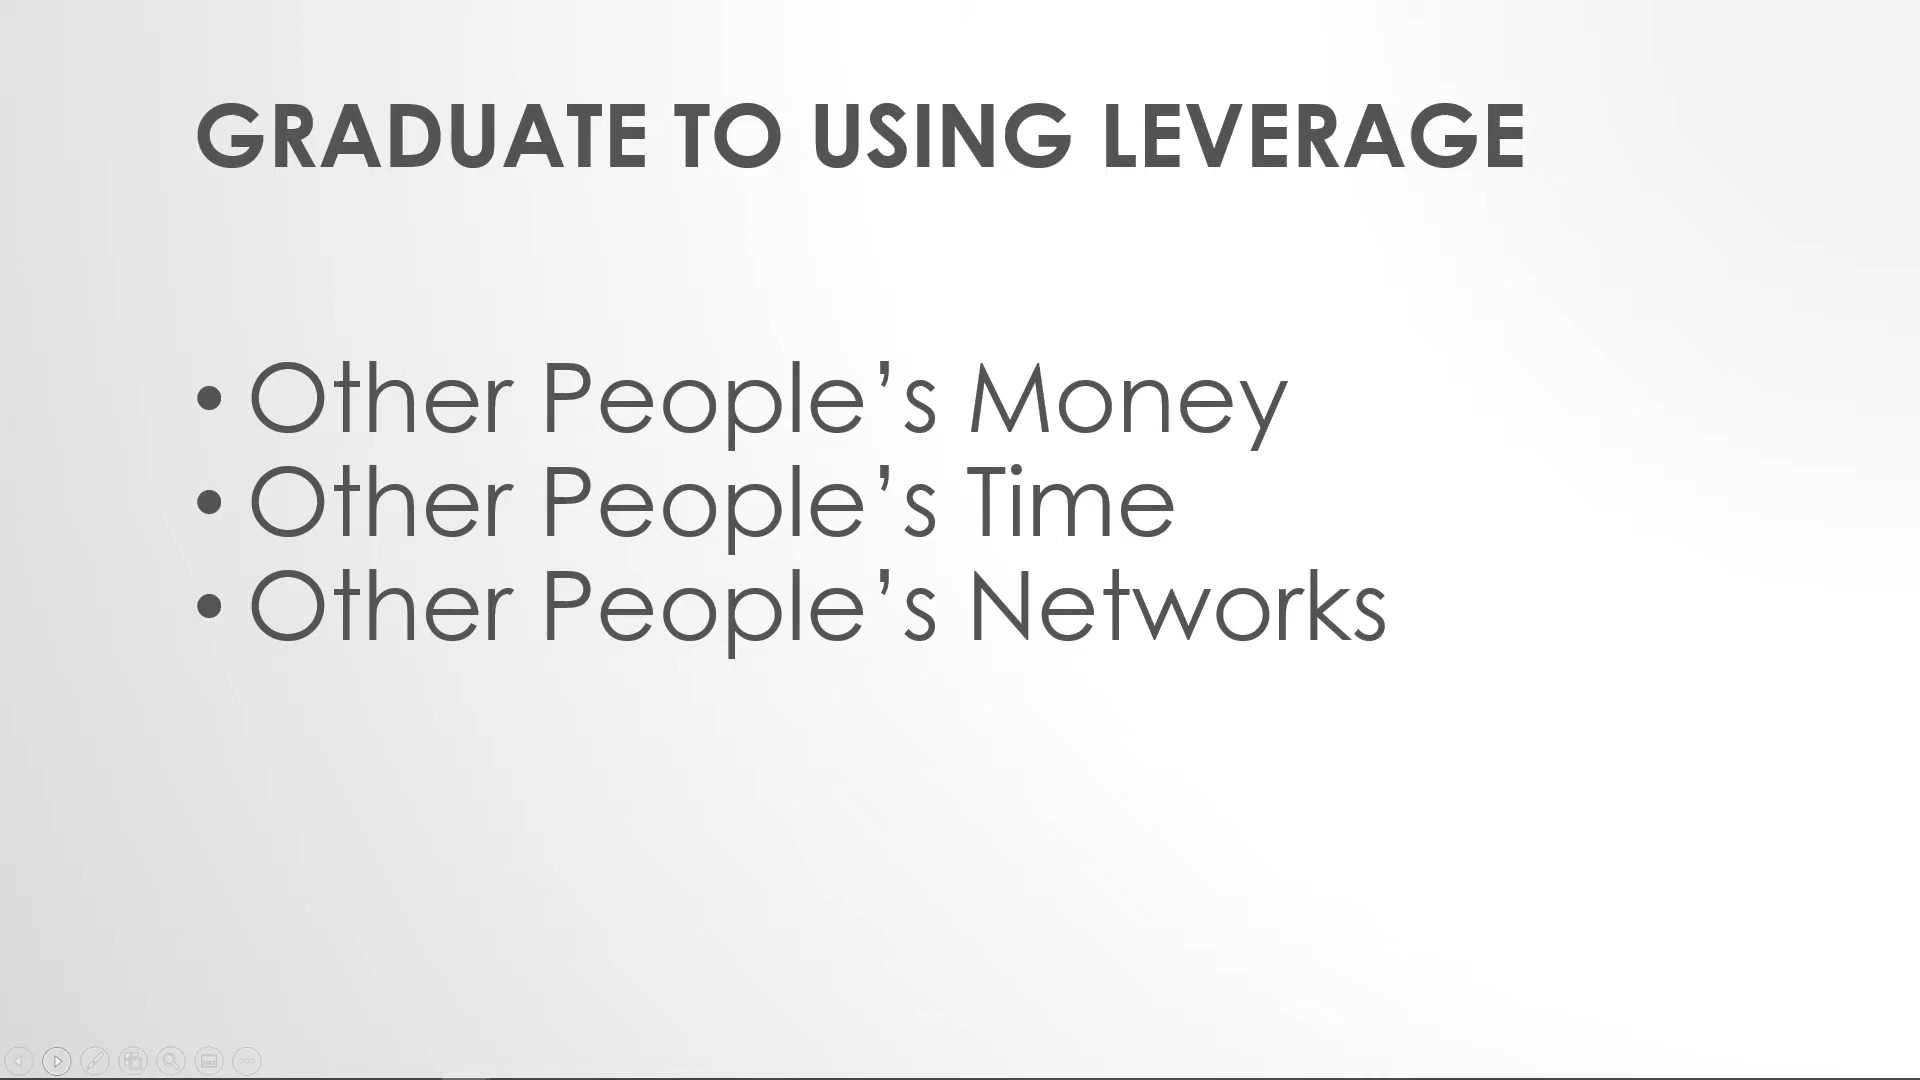 GRADUATE TO USING LEVERAGE
• Other People’s Money
• Other People’s Time
• Other People’s Networks